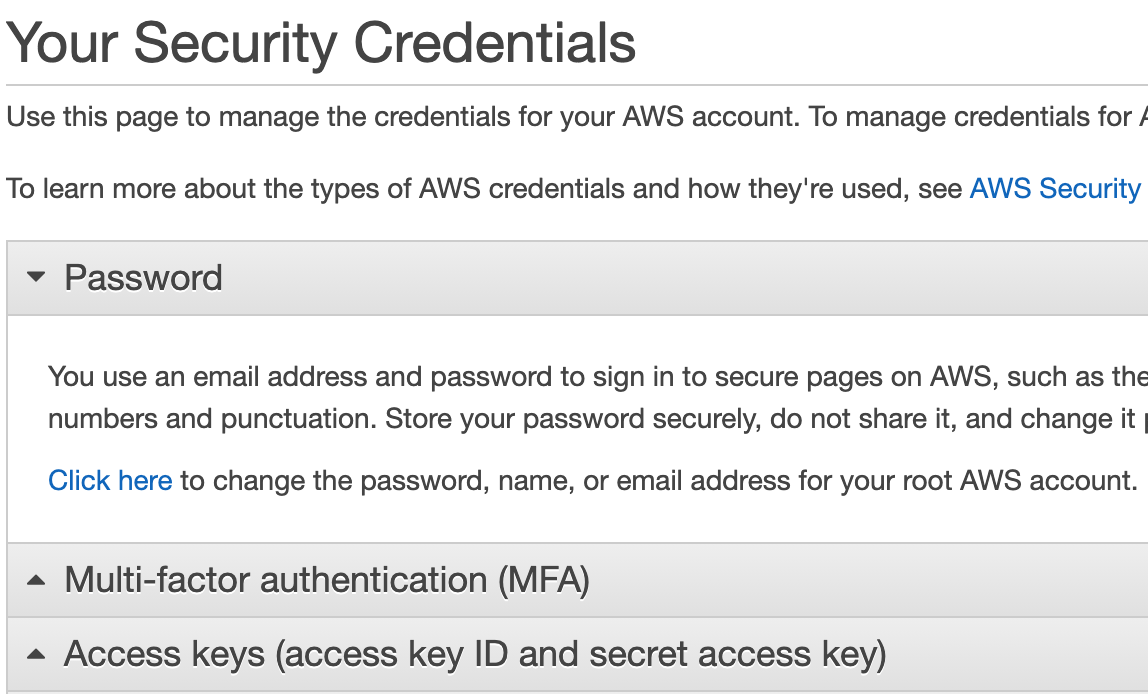 Your Security Credentials
Use this page to manage the credentials for your AWS account. To manage credentials for
To learn more about the types of AWS credentials and how they're used, see AWS Security
Password
You use an email address and password to sign in to secure pages on AWS, such as the
numbers and punctuation. Store your password securely, do not share it, and change it
Click here to change the password, name, or email address for your root AWS account.
Multi-factor authentication (MFA)
Access keys (access key ID and secret access key)